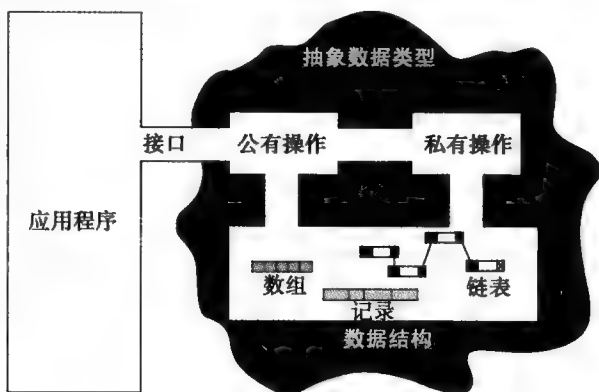 抽象数据类型
接口
公有操作
私有操作
应用程序
数组
链表
记录
数据结构